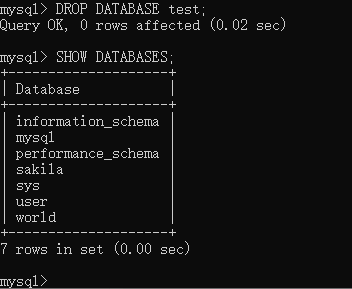 mysql> DROP DATABASE test;
Query OK, 0 rows affected (0.02 sec)
mysql> SHOW DATABASES;
+--------------------+
| Database           |
+--------------------+
| information_schema |
| mysql              |
| performance_schema |
| sakila             |
| sys                |
| user               |
| world              |
+--------------------+
7 rows in set (0.00 sec)
mysql>